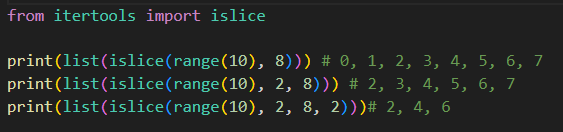 from itertools import islice
print(list(islice(range(10), 8))) # 0, 1, 2, 3, 4, 5, 6, 7
print(list(islice(range(10), 2, 8))) # 2, 3, 4, 5, 6, 7
print(list(islice(range(10), 2, 8, 2)))# 2, 4, 6